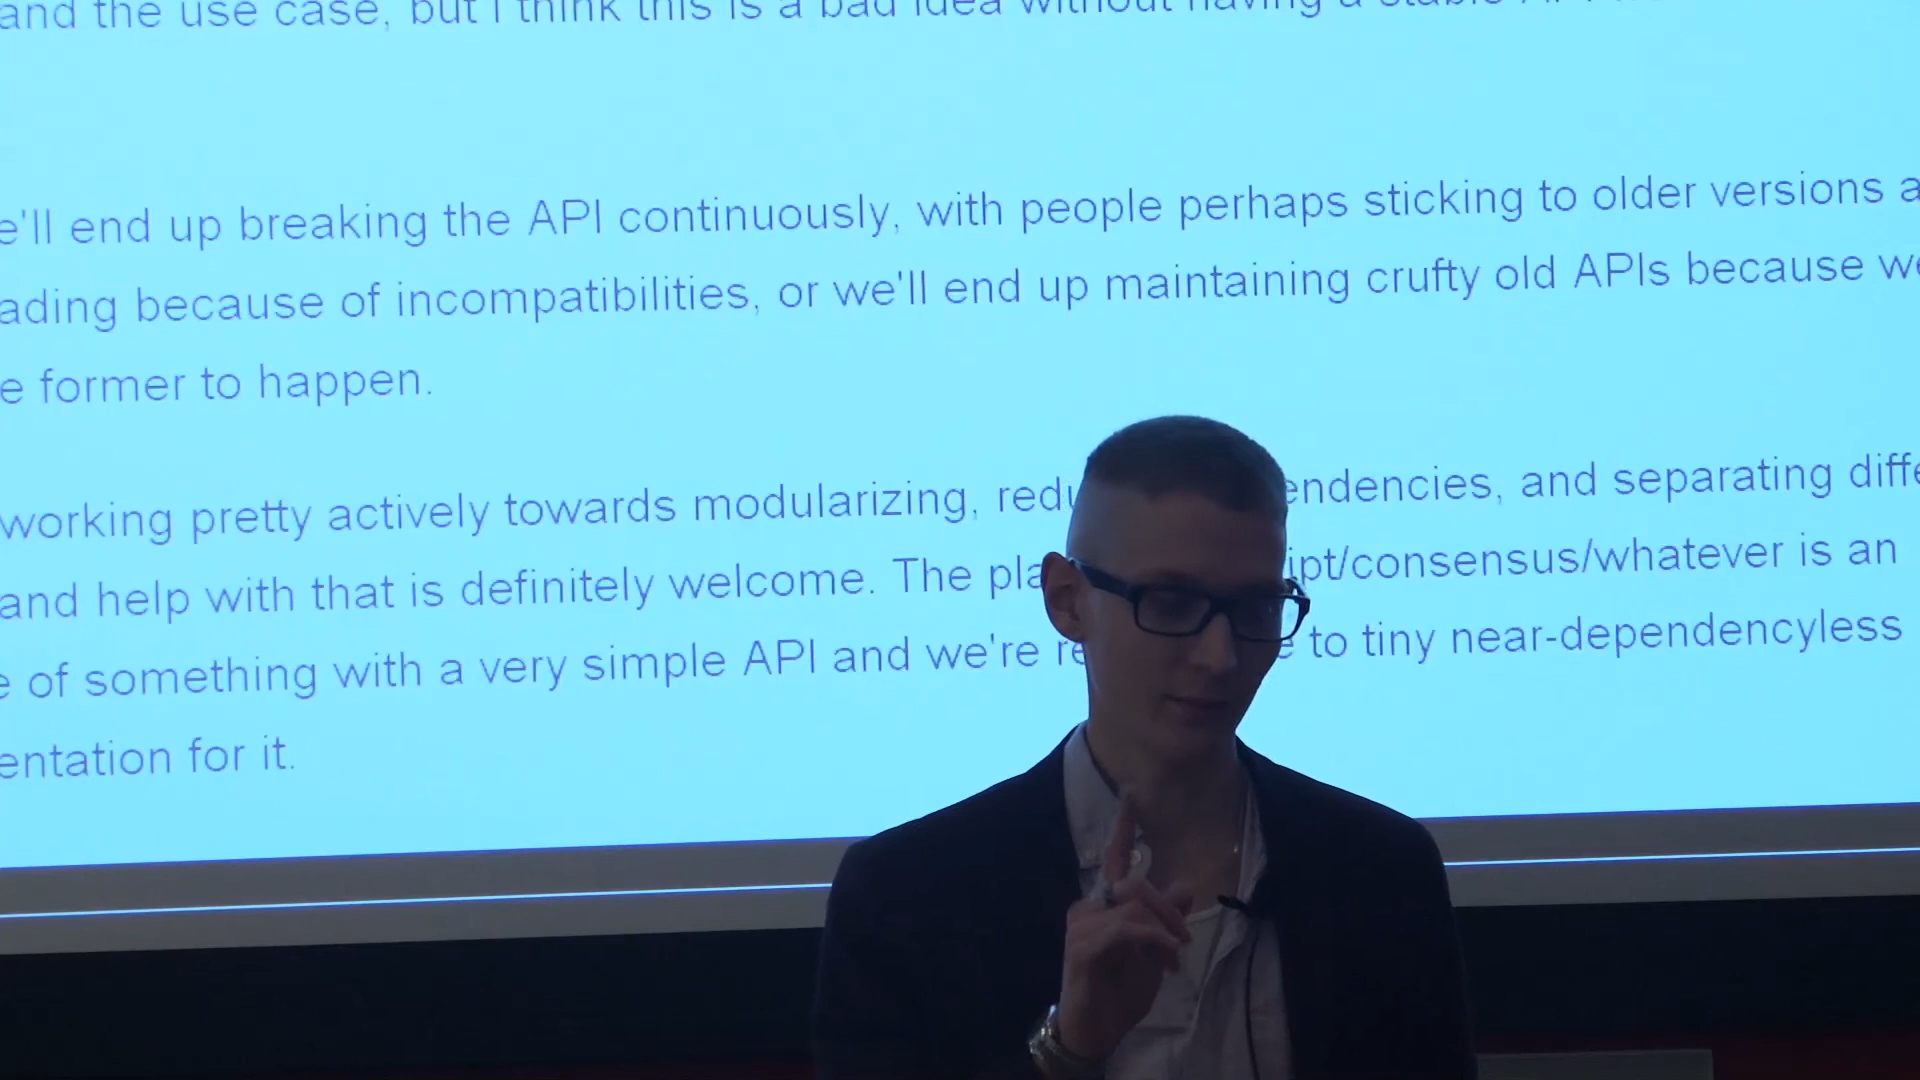 and the use case, but I think this is a bad idea without having a stable API
e'll end up breaking the API continuously, with people perhaps sticking to older versions a
ading because of incompatibilities, or we'll end up maintaining crufty old APIs because we
e former to happen.
working pretty actively towards modularizing, redu endencies, and separating diffe
and help with that is definitely welcome. The pla ipt/consensus/whatever is an
e of something with a very simple API and we're re e to tiny near-dependencyless
entation for it.